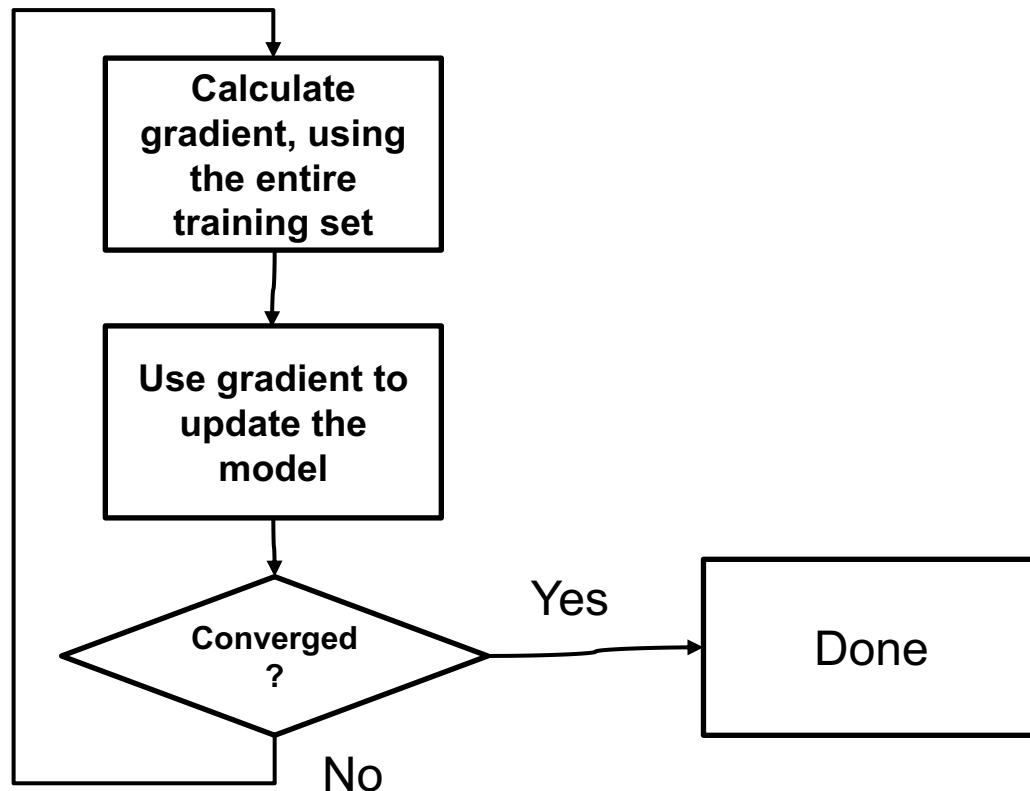 Calculate
gradient, using
the entire
training set
Use gradient to
update the
model
Converged
?
Yes
Done
No